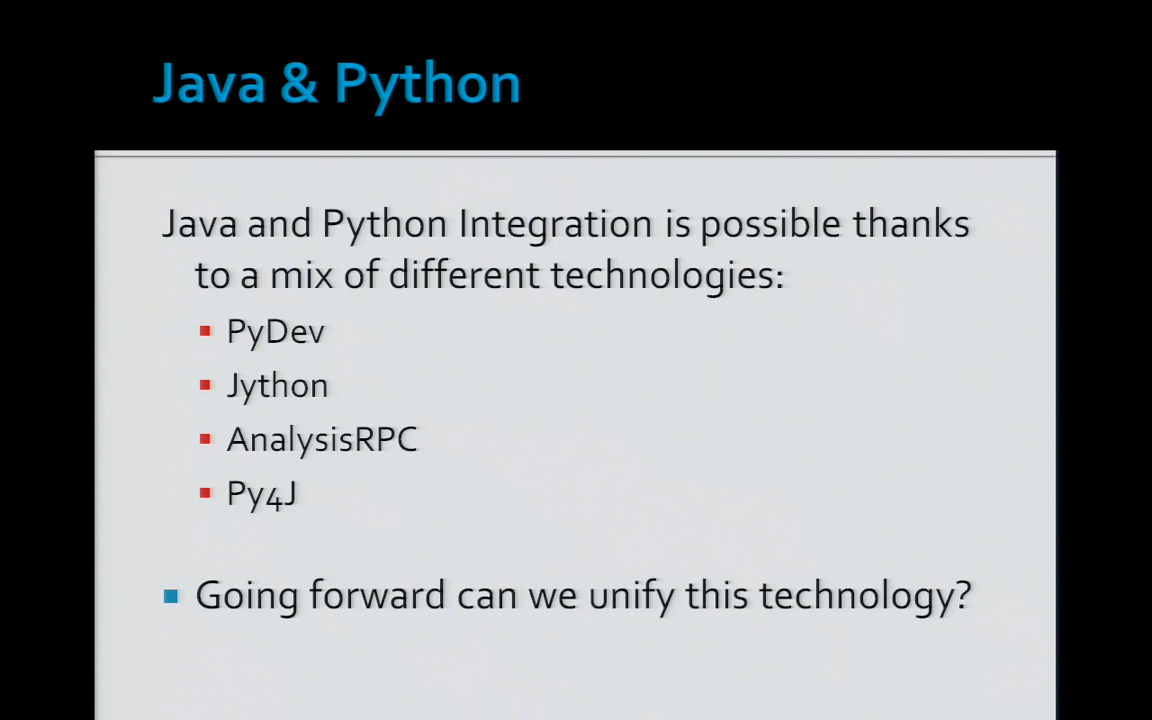 Java & Python
Java and Python Integration is possible thanks
to a mix of different technologies:
PyDev
Jython
AnalysisRPC
Py4J
Going forward can we unify this technology?